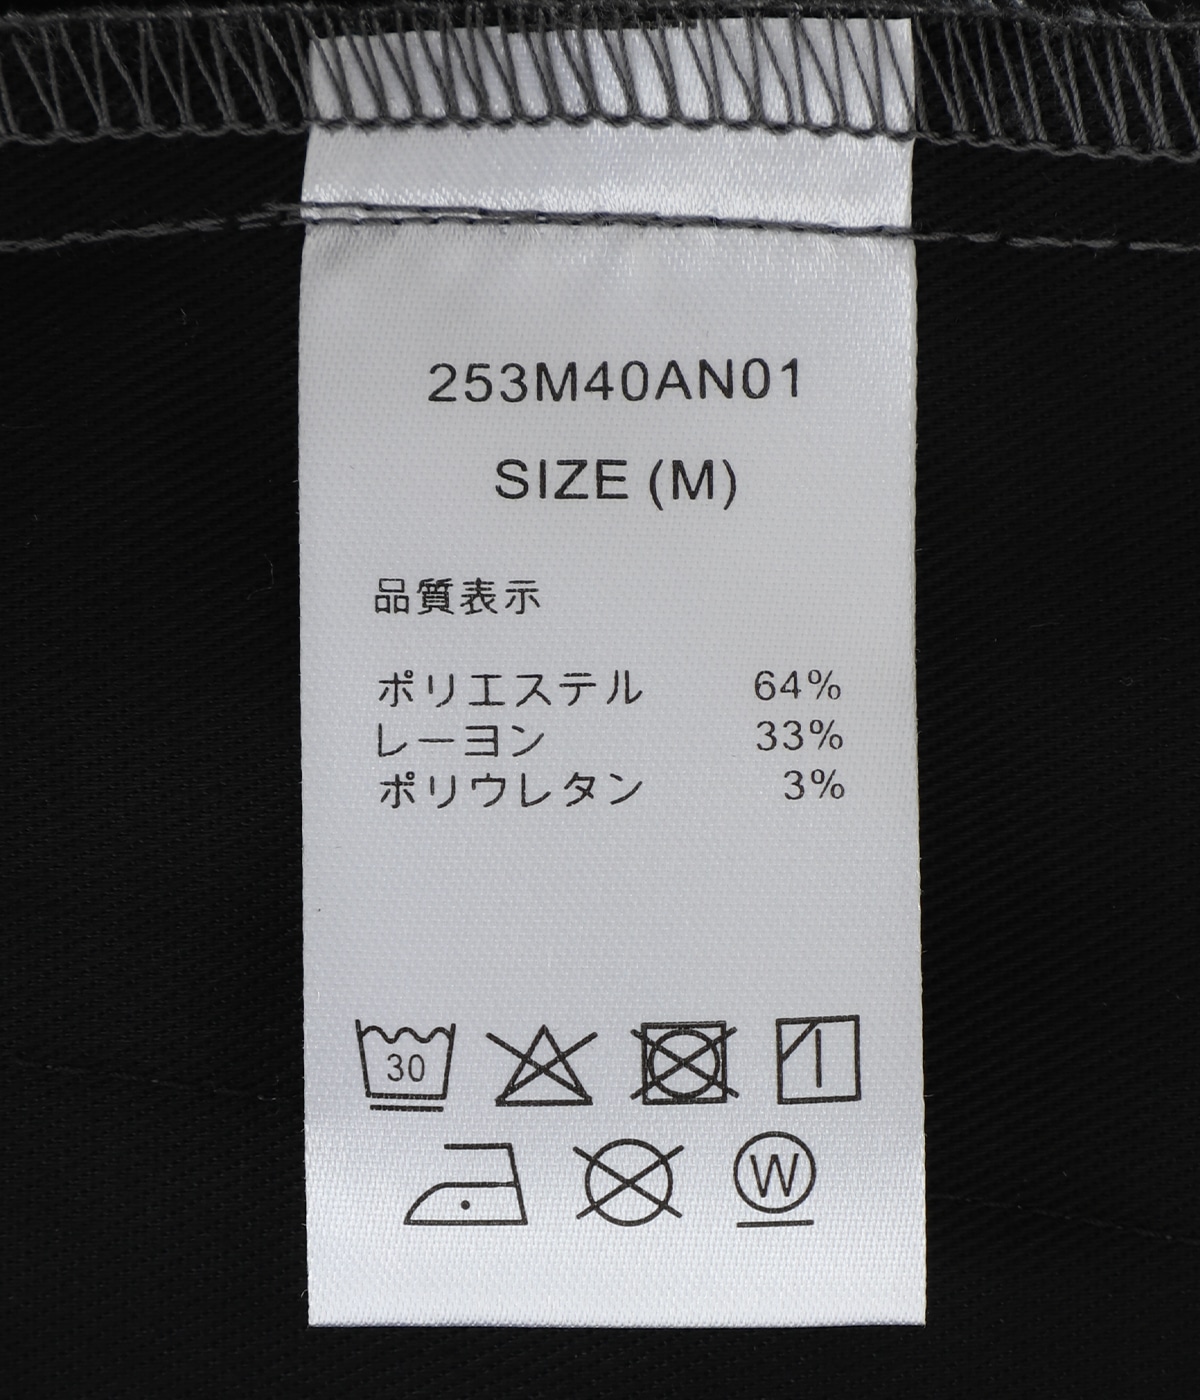 253M40AN01
SIZE (M)
品質表示
ポリエステル 64%
レーヨン 33%
ポリウレタン 3%
30
W